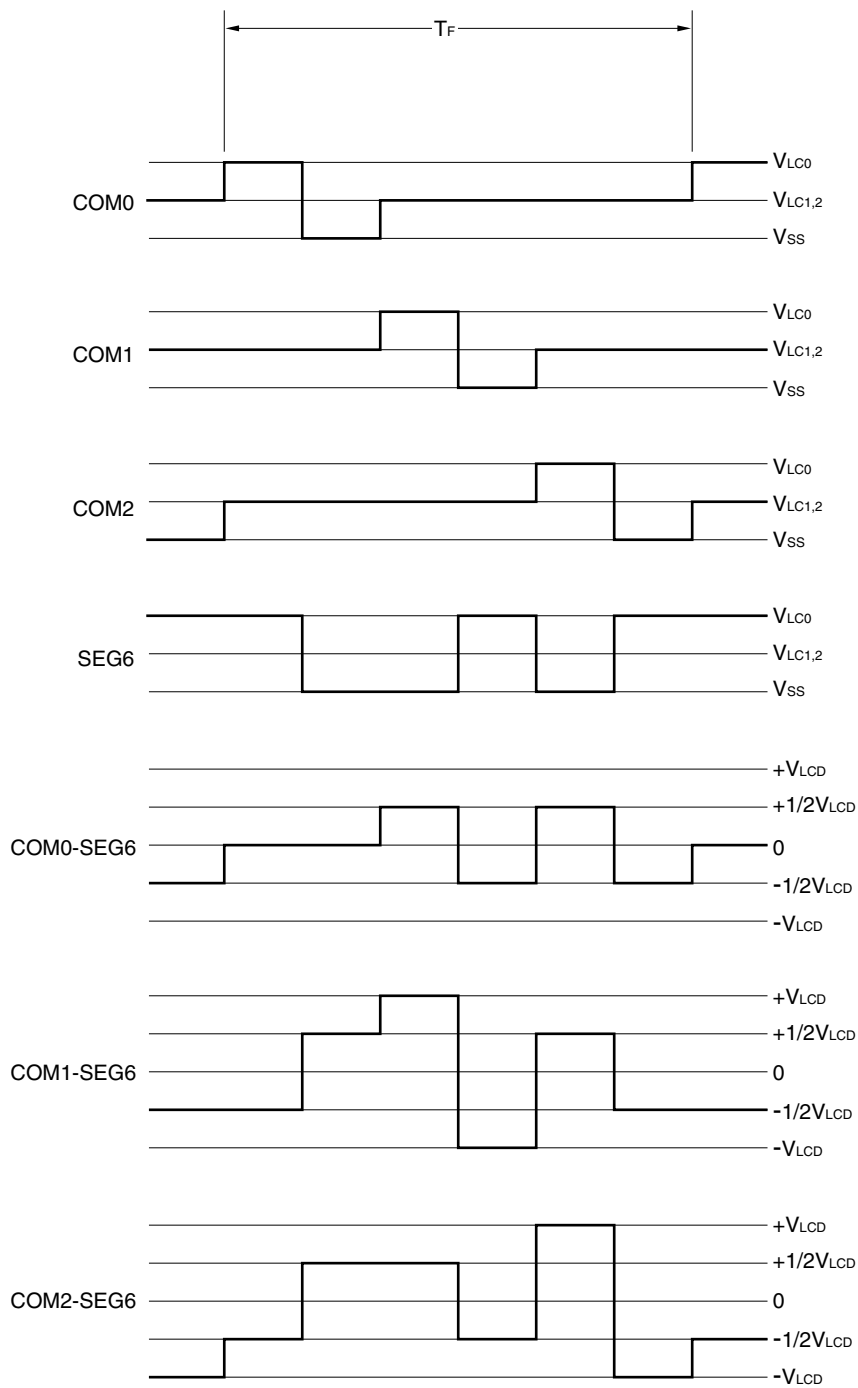 TF
COM0
VLC0
VLC1,2
VSS
COM1
VLC0
VLC1,2
VSS
COM2
VLC0
VLC1,2
VSS
SEG6
VLC0
VLC1,2
VSS
COM0-SEG6
+VLCD
+1/2VLCD
0
-1/2VLCD
-VLCD
COM1-SEG6
+VLCD
+1/2VLCD
0
-1/2VLCD
-VLCD
COM2-SEG6
+VLCD
+1/2VLCD
0
-1/2VLCD
-VLCD